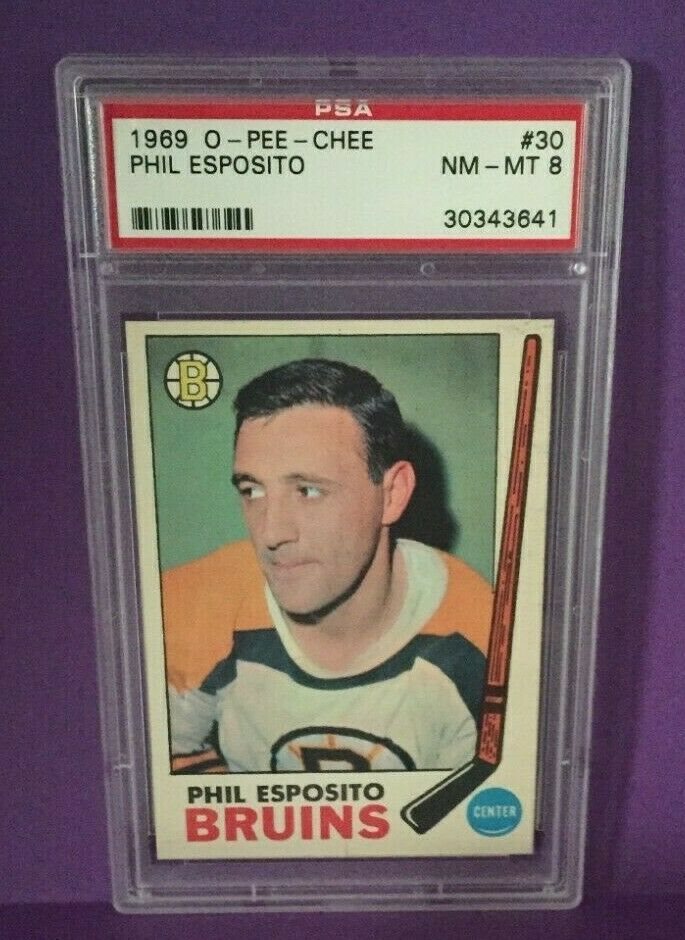 PSA
1969 O-PEE-CHEE #30
PHIL ESPOSITO NM-MT 8
30343641
B
PHIL ESPOSITO
BRUINS
CENTER
B